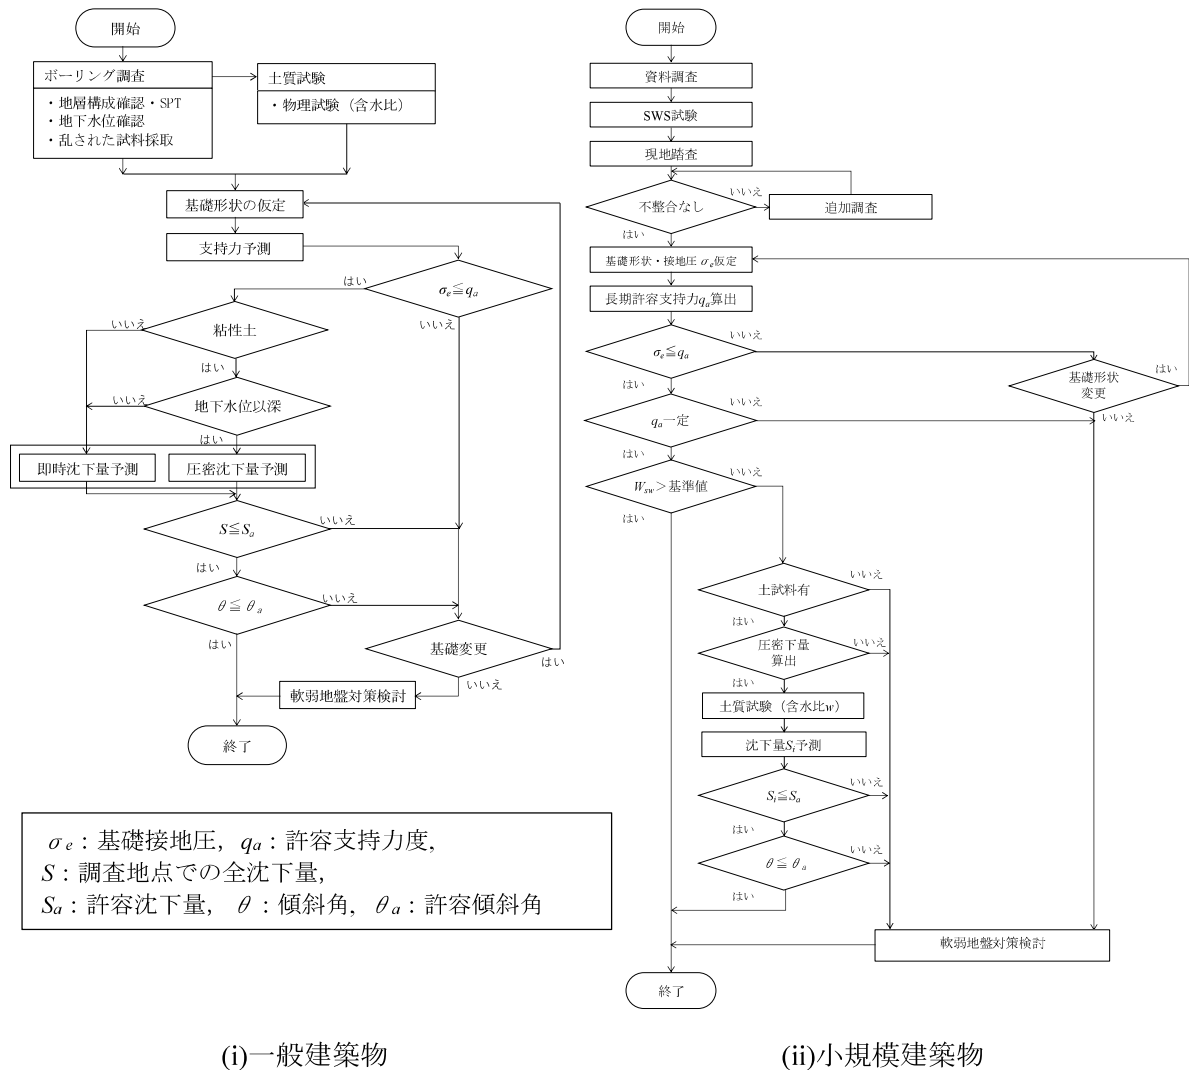 開始
ボーリング調査
・地層構成確認・SPT
・地下水位確認
・乱された試料採取
土質試験
・物理試験（含水比）
基礎形状の仮定
支持力予測
σe≦qa
はい
いいえ
粘性土
いいえ
はい
地下水位以深
いいえ
はい
即時沈下量予測
圧密沈下量予測
S≦Sa
いいえ
はい
θ≦θa
いいえ
はい
基礎変更
はい
いいえ
軟弱地盤対策検討
終了
σe：基礎接地圧，qa：許容支持力度，
S：調査地点での全沈下量，
Sa：許容沈下量，θ：傾斜角，θa：許容傾斜角
(i)一般建築物
開始
資料調査
SWS試験
現地踏査
不整合なし
いいえ
追加調査
はい
基礎形状・接地圧σe仮定
長期許容支持力qa算出
σe≦qa
いいえ
はい
基礎形状
変更
はい
いいえ
qa一定
いいえ
はい
Wsw＞基準値
いいえ
はい
土試料有
いいえ
はい
圧密下量
算出
いいえ
はい
土質試験（含水比w）
沈下量Si予測
Si≦Sa
いいえ
はい
θ≦θa
いいえ
はい
軟弱地盤対策検討
終了
(ii)小規模建築物